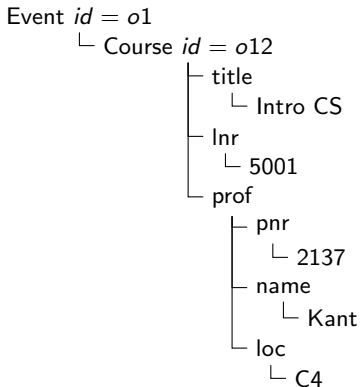 Event id = o1
Course id = o12
title
Intro CS
lnr
5001
prof
pnr
2137
name
Kant
loc
C4